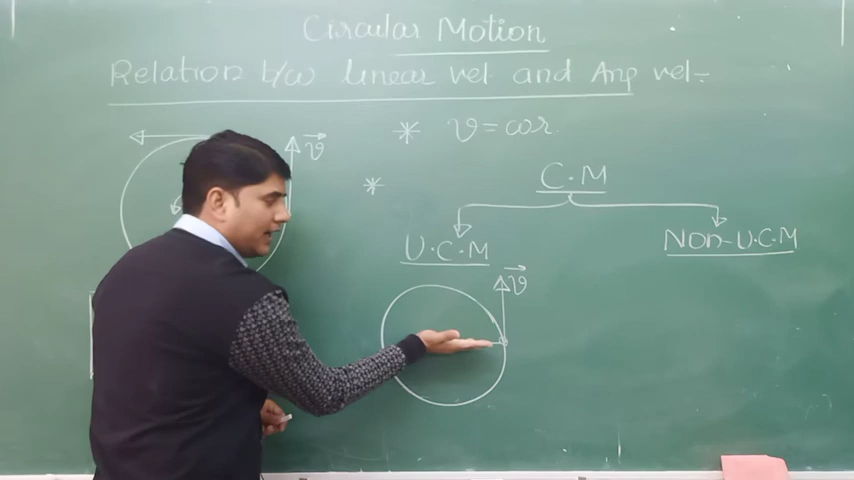 Circular Motion
Relation b/w linear vel and Ang vel:-
v
* v = ωr.
*
C.M
U.C.M
Non-U.C.M
v